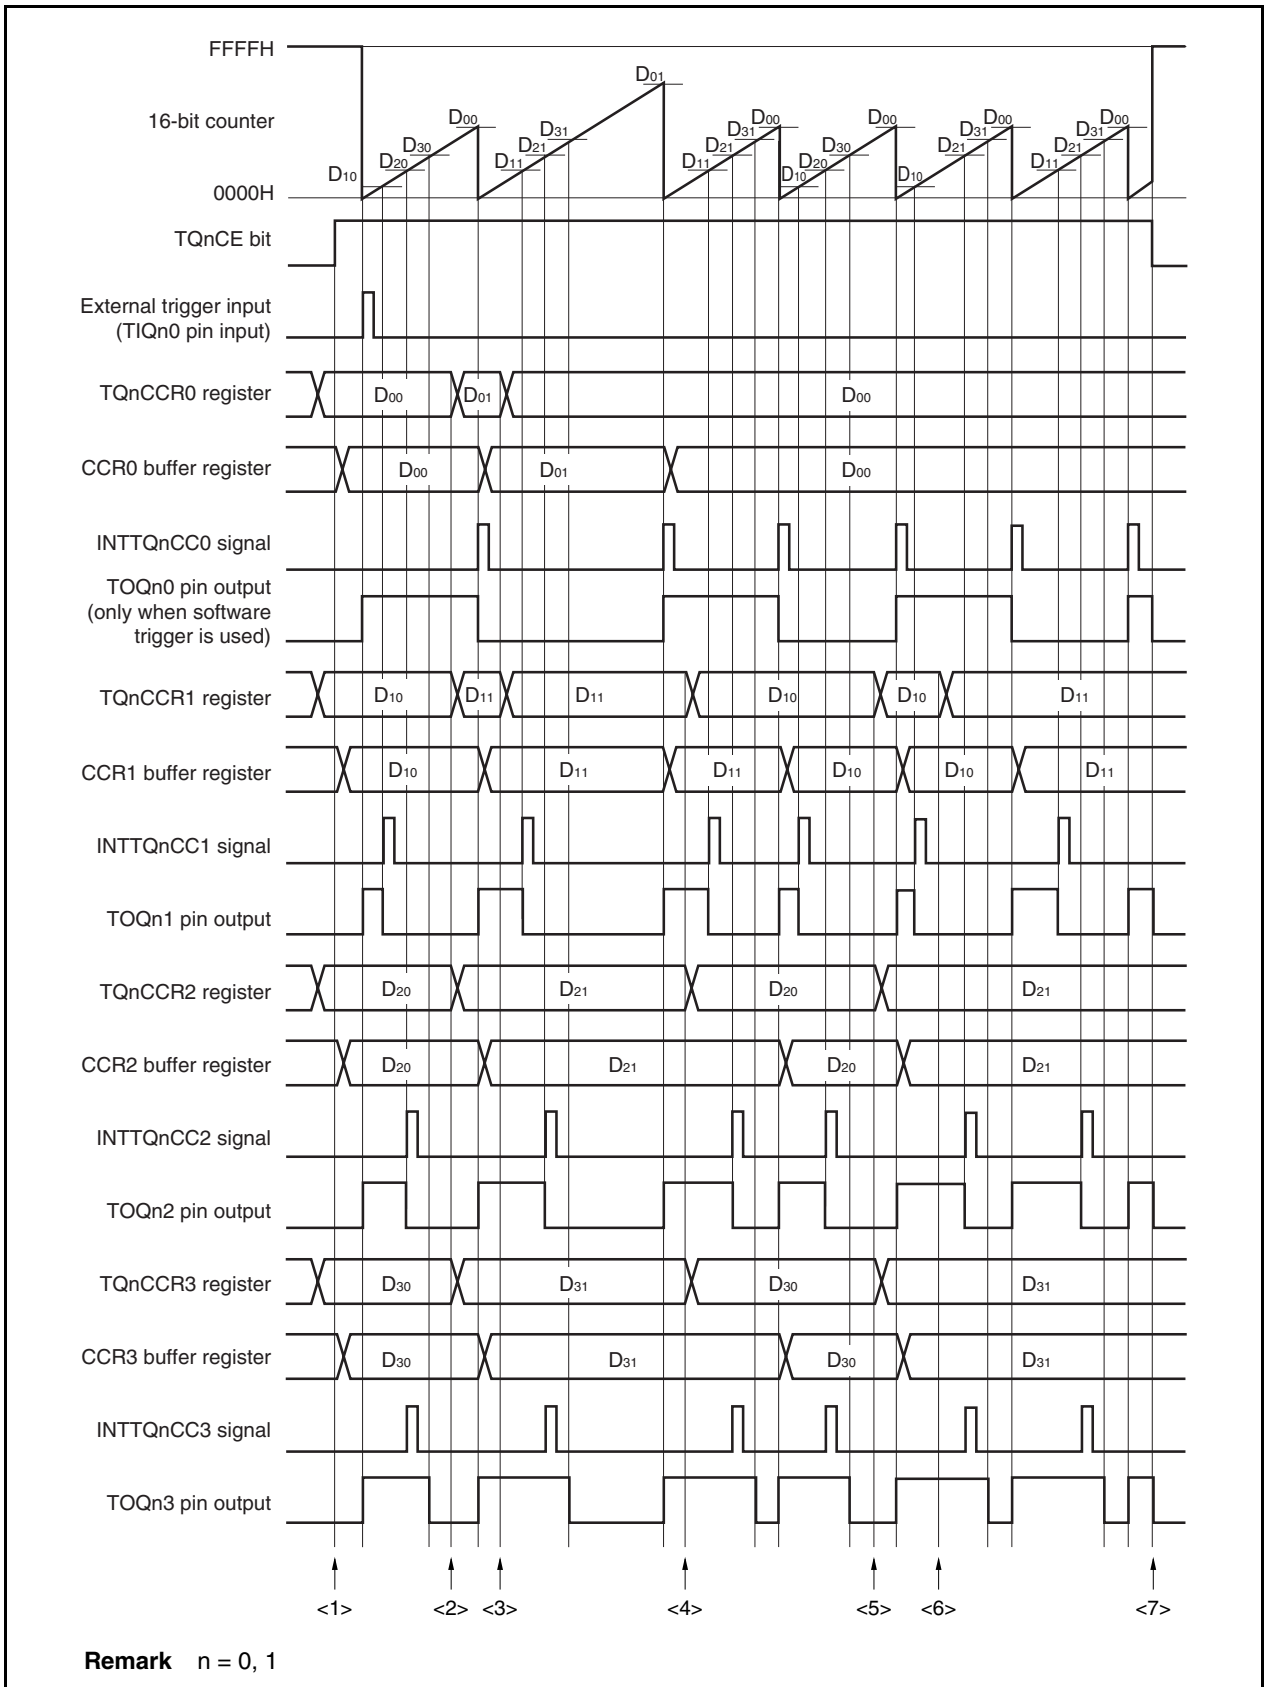 FFFFH
D01
16-bit counter
D00 D00 D00 D00 D00
D31 D31 D31 D31
D30 D30
D21 D21 D21 D21
D20 D20
D11 D11 D11
D10 D10 D10
0000H
TQnCE bit
External trigger input
(TIQn0 pin input)
TQnCCR0 register D00 D01 D00
CCR0 buffer register D00 D01 D00
INTTQnCC0 signal
TOQn0 pin output
(only when software
trigger is used)
TQnCCR1 register D10 D11 D11 D10 D10 D11
CCR1 buffer register D10 D11 D11 D10 D10 D11
INTTQnCC1 signal
TOQn1 pin output
TQnCCR2 register D20 D21 D20 D21
CCR2 buffer register D20 D21 D20 D21
INTTQnCC2 signal
TOQn2 pin output
TQnCCR3 register D30 D31 D30 D31
CCR3 buffer register D30 D31 D30 D31
INTTQnCC3 signal
TOQn3 pin output
<1> <2> <3> <4> <5> <6> <7>
Remark n = 0, 1